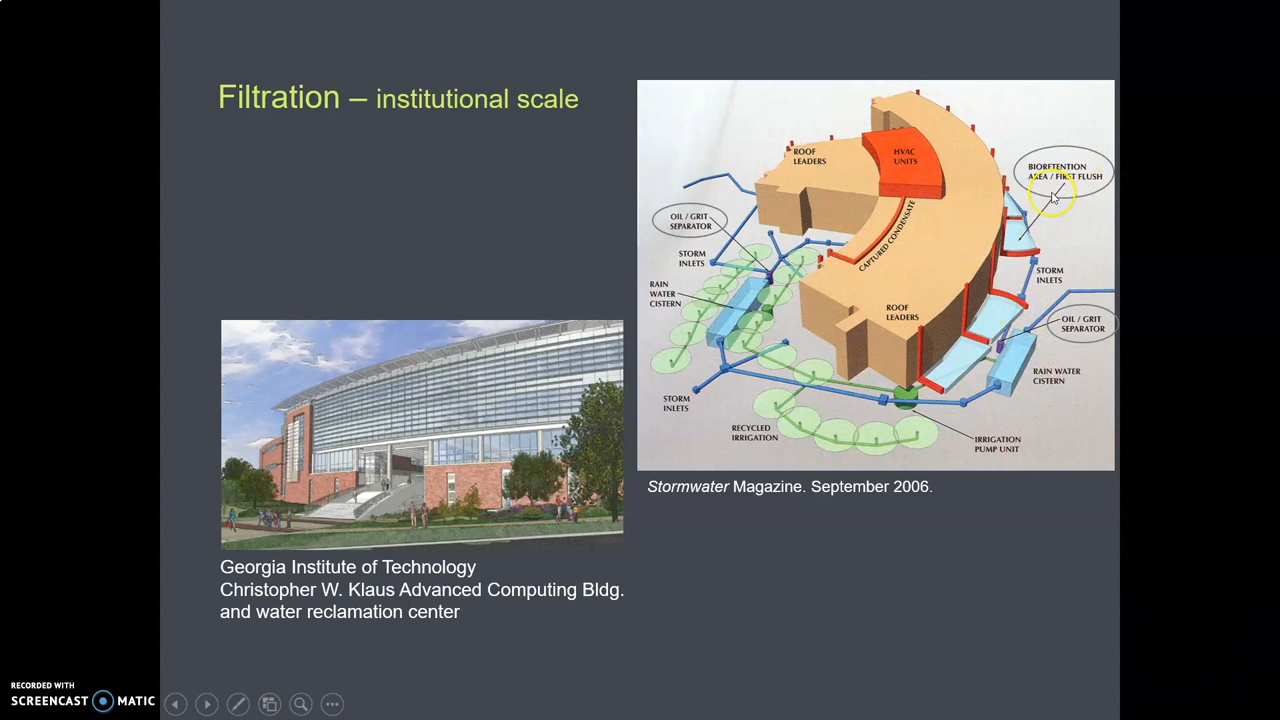 Filtration – institutional scale
ROOF
LEADERS
HVAC
UNITS
BIORETENTION
AREA / FIRST FLUSH
OIL / GRIT
SEPARATOR
CAPTURED CONDENSATE
STORM
INLETS
STORM
INLETS
RAIN
WATER
CISTERN
ROOF
LEADERS
OIL / GRIT
SEPARATOR
RAIN WATER
CISTERN
STORM
INLETS
RECYCLED
IRRIGATION
IRRIGATION
PUMP UNIT
Stormwater Magazine. September 2006.
Georgia Institute of Technology
Christopher W. Klaus Advanced Computing Bldg.
and water reclamation center
RECORDED WITH
SCREENCAST MATIC